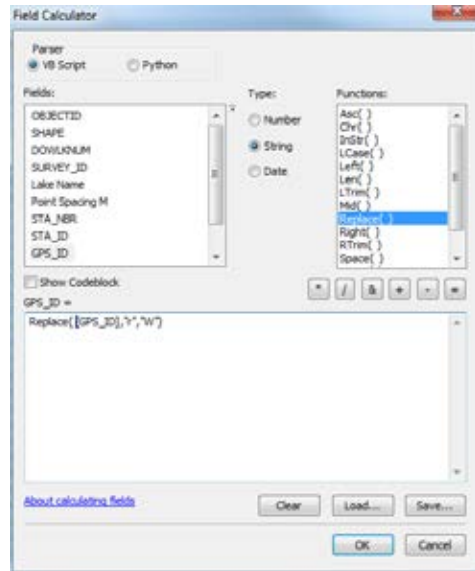 Field Calculator
Parser
VB Script
Python
Fields:
Type:
Functions:
OBJECTID
SHAPE
DOWLKNUM
SURVEY_ID
Lake Name
Point Spacing M
STA_NBR
STA_ID
GPS_ID
Number
String
Date
Asc( )
Chr( )
InStr( )
LCase( )
Left( )
Len( )
LTrim( )
Mid( )
Replace( )
Right( )
RTrim( )
Space( )
Show Codeblock
* / & + - =
GPS_ID =
Replace( [GPS_ID],"r","W")
About calculating fields
Clear
Load...
Save...
OK
Cancel